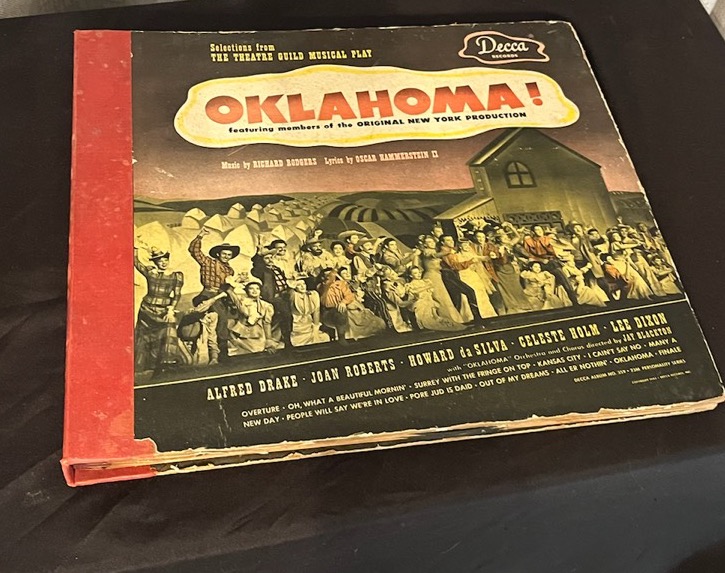 Selections from
THE THEATRE GUILD MUSICAL PLAY
Decca
RECORDS
OKLAHOMA!
featuring members of the ORIGINAL NEW YORK PRODUCTION
Music by RICHARD RODGERS Lyrics by OSCAR HAMMERSTEIN II
ALFRED DRAKE · JOAN ROBERTS · HOWARD da SILVA · CELESTE HOLM · LEE DIXON
with "OKLAHOMA" Orchestra and Chorus directed by JAY BLACKTON
OVERTURE · OH, WHAT A BEAUTIFUL MORNIN' · SURREY WITH THE FRINGE ON TOP · KANSAS CITY · I CAIN'T SAY NO · MANY A
NEW DAY · PEOPLE WILL SAY WE'RE IN LOVE · PORE JUD IS DAID · OUT OF MY DREAMS · ALL ER NOTHIN' · OKLAHOMA · FINALE
DECCA ALBUM NO. 359 · PERSONALITY SERIES